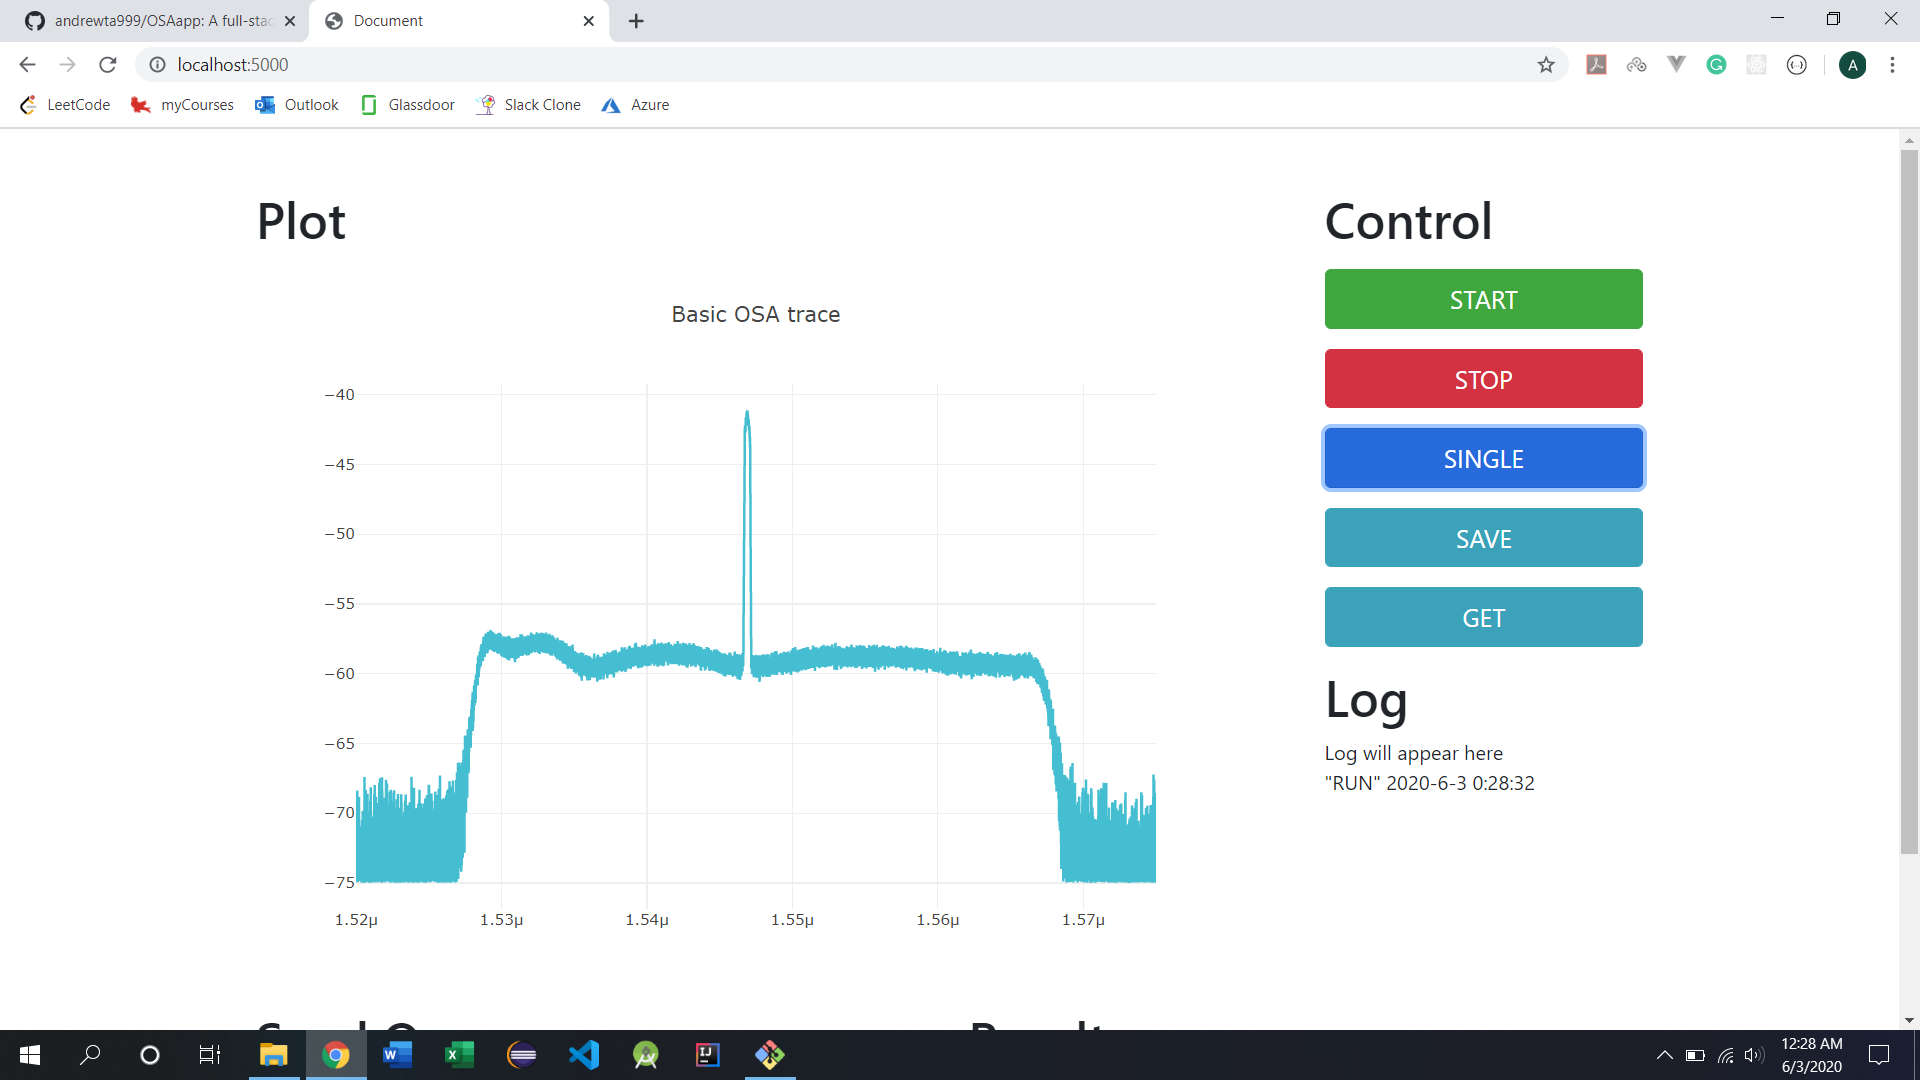 andrewta999/OSAapp: A full-stac
Document
localhost:5000
A
LeetCode
myCourses
Outlook
Glassdoor
Slack Clone
Azure
Plot
Basic OSA trace
−40
−45
−50
−55
−60
−65
−70
−75
1.52μ 1.53μ 1.54μ 1.55μ 1.56μ 1.57μ
Control
START
STOP
SINGLE
SAVE
GET
Log
Log will appear here
"RUN" 2020-6-3 0:28:32
12:28 AM
6/3/2020